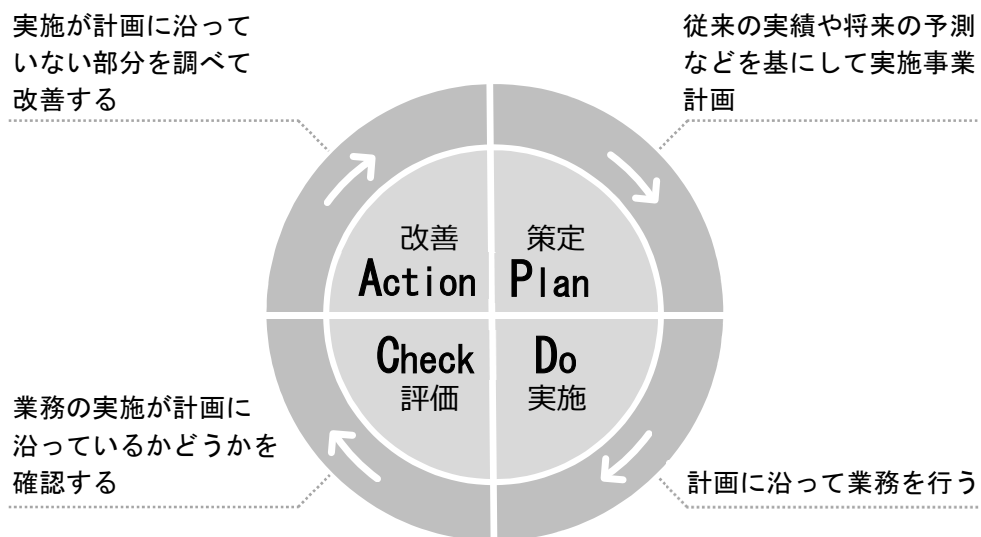 実施が計画に沿って
いない部分を調べて
改善する
従来の実績や将来の予測
などを基にして実施事業
計画
改善
Action
策定
Plan
Check
評価
Do
実施
業務の実施が計画に
沿っているかどうかを
確認する
計画に沿って業務を行う